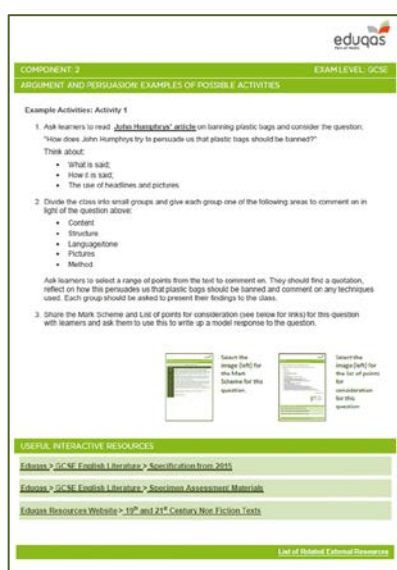 eduqas
Part of WJEC
COMPONENT: 2
EXAM LEVEL: GCSE
ARGUMENT AND PERSUASION: EXAMPLES OF POSSIBLE ACTIVITIES
Example Activities: Activity 1
1. Ask learners to read John Humphrys' article on banning plastic bags and consider the question:
"How does John Humphrys try to persuade us that plastic bags should be banned?"
Think about:
• What is said;
• How it is said;
• The use of headlines and pictures
2. Divide the class into small groups and give each group one of the following areas to comment on in
light of the question above:
• Content
• Structure
• Language/tone
• Pictures
• Method
Ask learners to select a range of points from the text to comment on. They should find a quotation,
reflect on how this persuades us that plastic bags should be banned and comment on any techniques
used. Each group should be asked to present their findings to the class.
3. Share the Mark Scheme and List of points for consideration (see below for links) for this question
with learners and ask them to use this to write up a model response to the question.
Select the
image (left) for
the Mark
Scheme for this
question.
Select the
image (left) for
the list of points
for
consideration
for this
question
USEFUL INTERACTIVE RESOURCES
Eduqas > GCSE English Literature > Specification from 2015
Eduqas > GCSE English Literature > Specimen Assessment Materials
Eduqas Resources Website > 19th and 21st Century Non Fiction Texts
List of Related External Resources